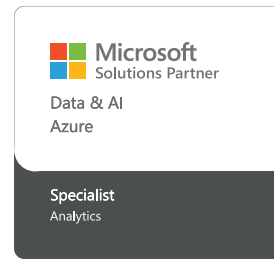 Microsoft
Solutions Partner
Data & AI
Azure
Specialist
Analytics